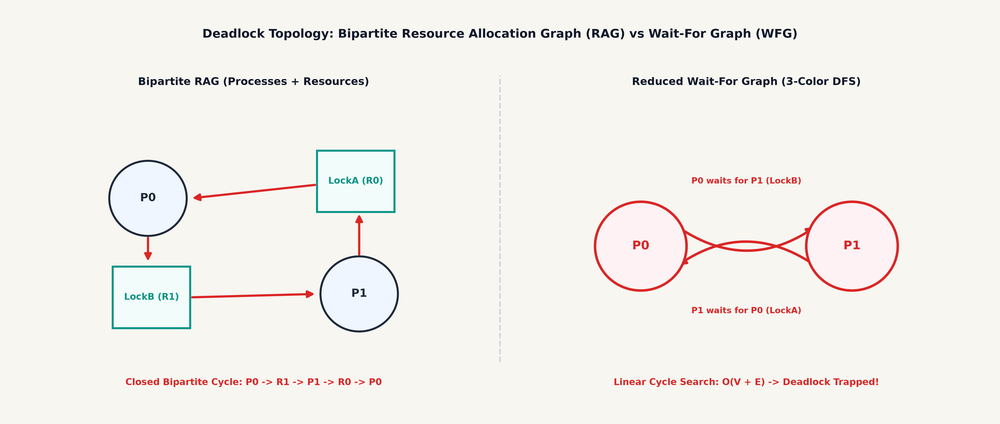 Deadlock Topology: Bipartite Resource Allocation Graph (RAG) vs Wait-For Graph (WFG)
Bipartite RAG (Processes + Resources)
P0
LockA (R0)
LockB (R1)
P1
Closed Bipartite Cycle: P0 -> R1 -> P1 -> R0 -> P0
Reduced Wait-For Graph (3-Color DFS)
P0 waits for P1 (LockB)
P0
P1
P1 waits for P0 (LockA)
Linear Cycle Search: O(V + E) -> Deadlock Trapped!